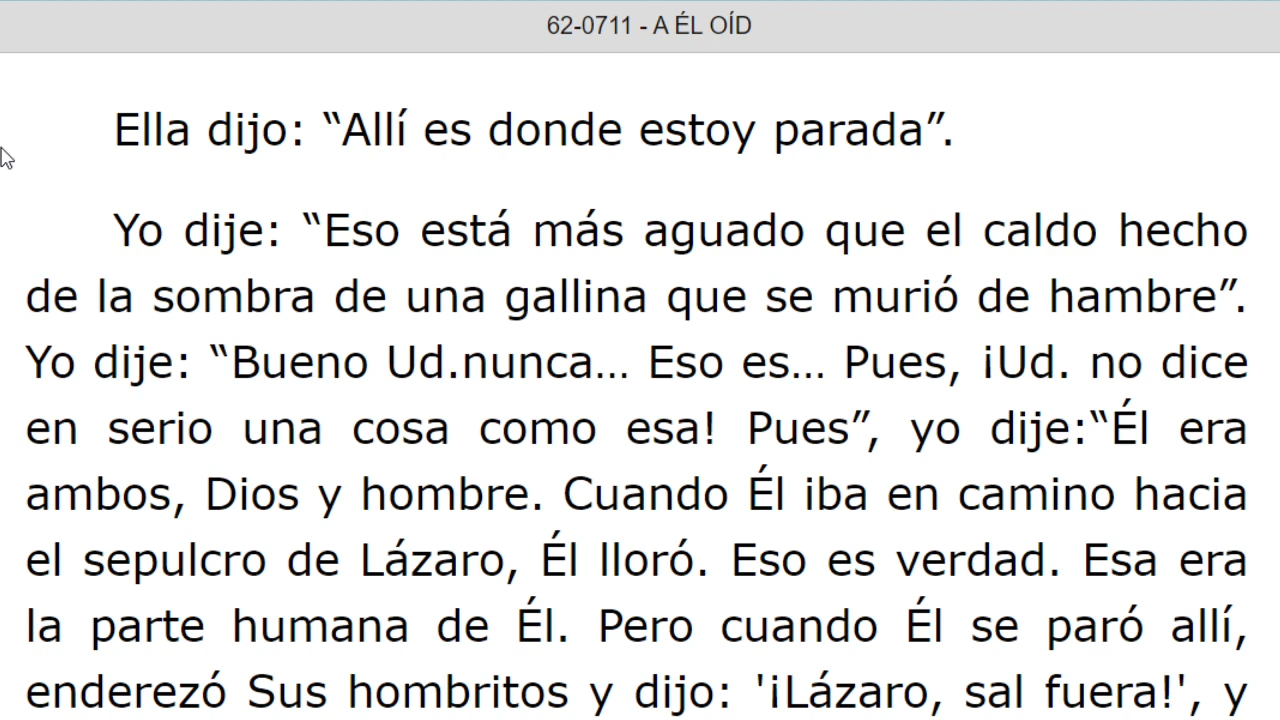 62-0711 - A ÉL OÍD
Ella dijo: “Allí es donde estoy parada”.
Yo dije: “Eso está más aguado que el caldo hecho
de la sombra de una gallina que se murió de hambre”.
Yo dije: “Bueno Ud.nunca… Eso es… Pues, ¡Ud. no dice
en serio una cosa como esa! Pues”, yo dije:“Él era
ambos, Dios y hombre. Cuando Él iba en camino hacia
el sepulcro de Lázaro, Él lloró. Eso es verdad. Esa era
la parte humana de Él. Pero cuando Él se paró allí,
enderezó Sus hombritos y dijo: '¡Lázaro, sal fuera!', y